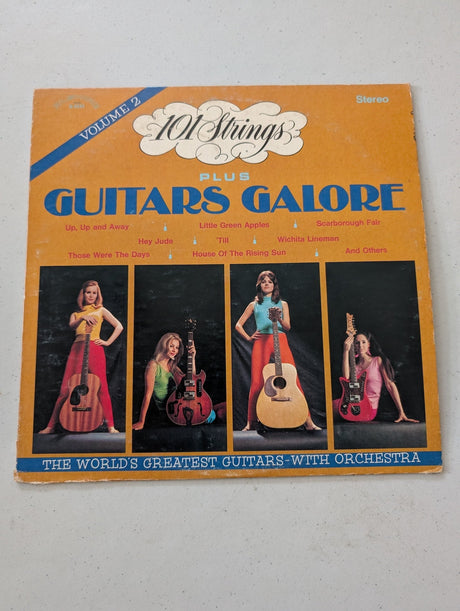 VOLUME 2
101 Strings
Stereo
PLUS
GUITARS GALORE
Up, Up and Away
Little Green Apples
Scarborough Fair
Hey Jude
'Till
Wichita Lineman
Those Were The Days
House Of The Rising Sun
And Others
THE WORLD'S GREATEST GUITARS-WITH ORCHESTRA